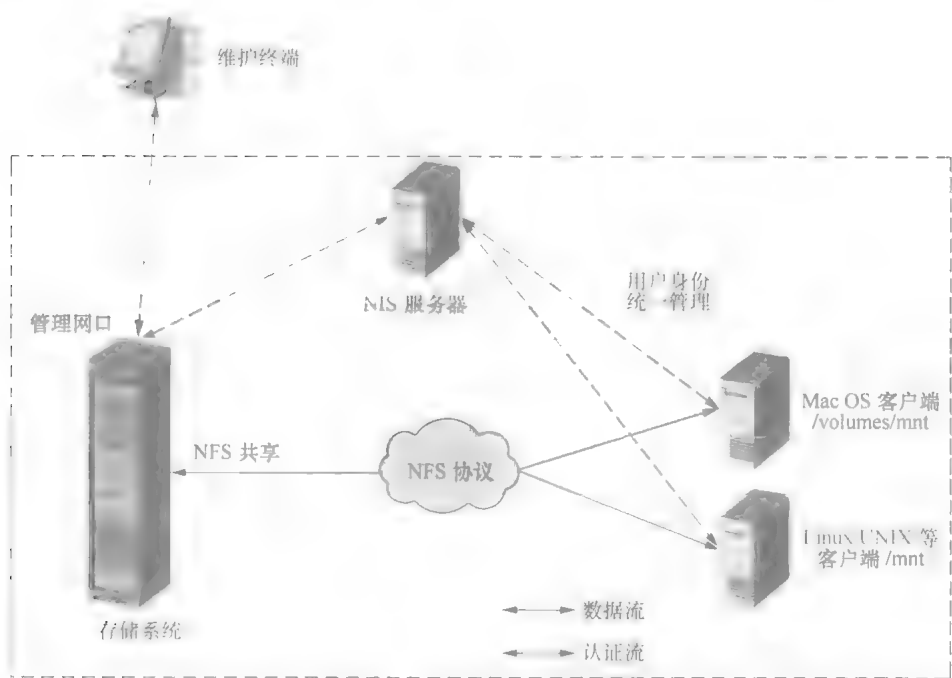 维护终端
NIS 服务器
用户身份
统一管理
管理网口
Mac OS 客户端
/volumes/mnt
NFS 共享
NFS 协议
Linux UNIX 等
客户端 /mnt
数据流
存储系统
认证流